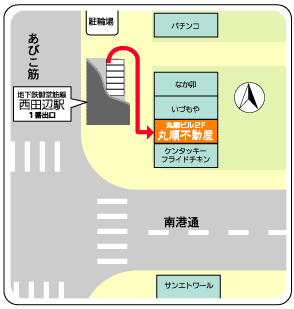 駐輪場
パチンコ
あびこ筋
地下鉄御堂筋線
西田辺駅
1番出口
なか卯
いづもや
丸順ビル2F
丸順不動産
ケンタッキー
フライドチキン
南港通
サンエトワール